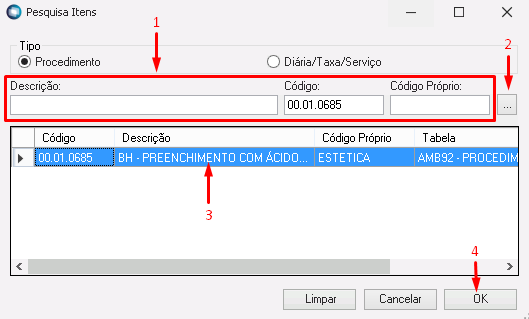 Pesquisa Itens
1
Tipo
Procedimento Diária/Taxa/Serviço
2
Descrição: Código: Código Próprio:
00.01.0685 ...
Código Descrição Código Próprio Tabela
00.01.0685 BH - PREENCHIMENTO COM ÁCIDO... ESTETICA AMB92 - PROCEDIM
3
4
Limpar Cancelar OK